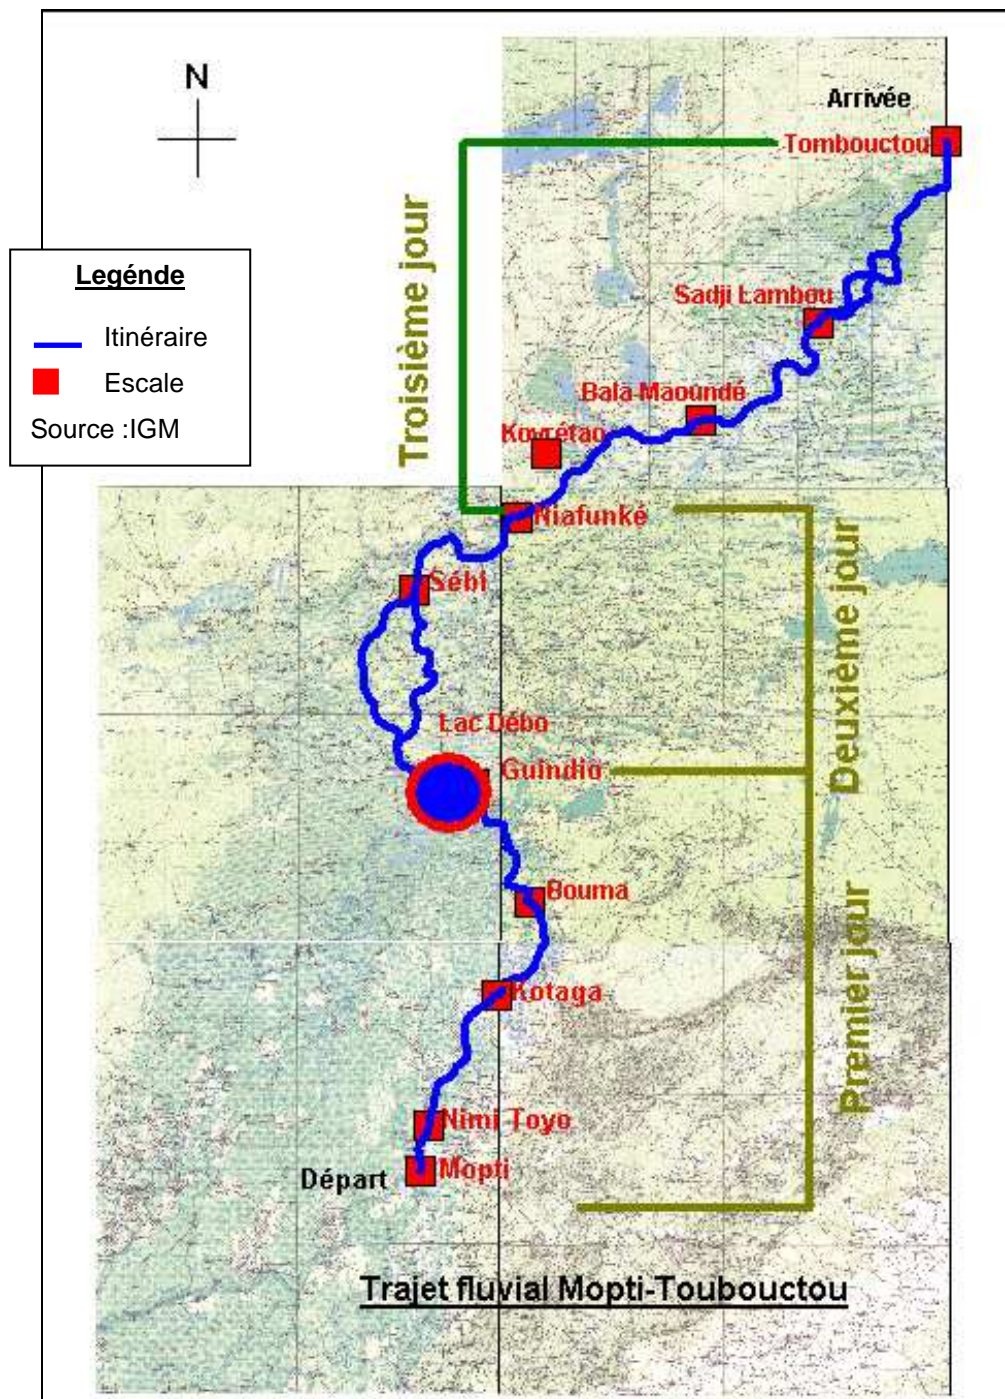 N
Arrivée
Tombouctou
Troisième jour
Legénde
Itinéraire
Escale
Source :IGM
Sadji Lambou
Bala Maoundé
Koyrétao
Niafunké
Sébi
Deuxième jour
Lac Débo
Guindio
Bouma
Premier jour
Kotaga
Nimi Toyo
Départ
Mopti
Trajet fluvial Mopti-Toubouctou